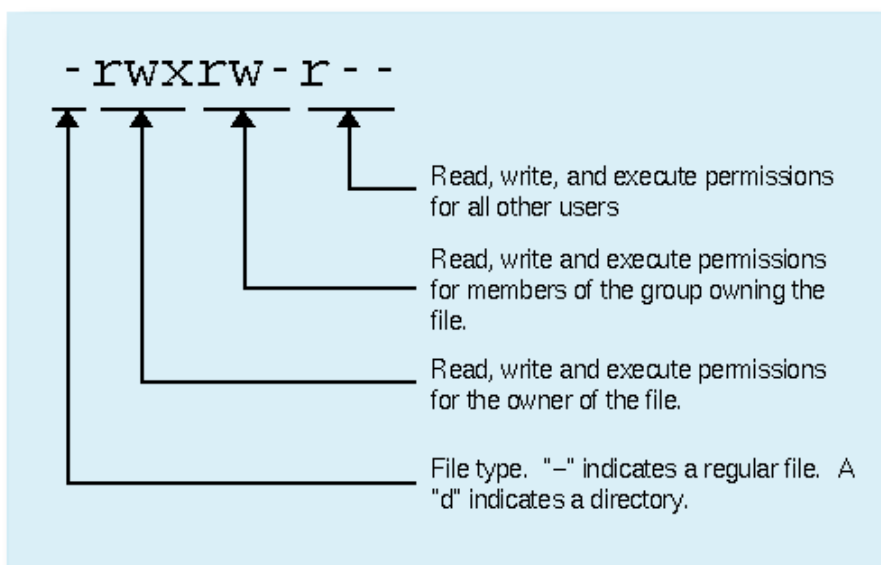 -rwxrw-r--
Read, write, and execute permissions
for all other users
Read, write and execute permissions
for members of the group owning the
file.
Read, write and execute permissions
for the owner of the file.
File type. "–" indicates a regular file. A
"d" indicates a directory.